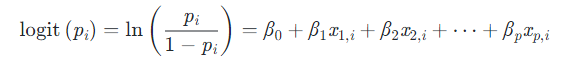 logit (pᵢ) = ln (pᵢ / (1 − pᵢ)) = β₀ + β₁x₁,ᵢ + β₂x₂,ᵢ + ⋯ + βₚxₚ,ᵢ